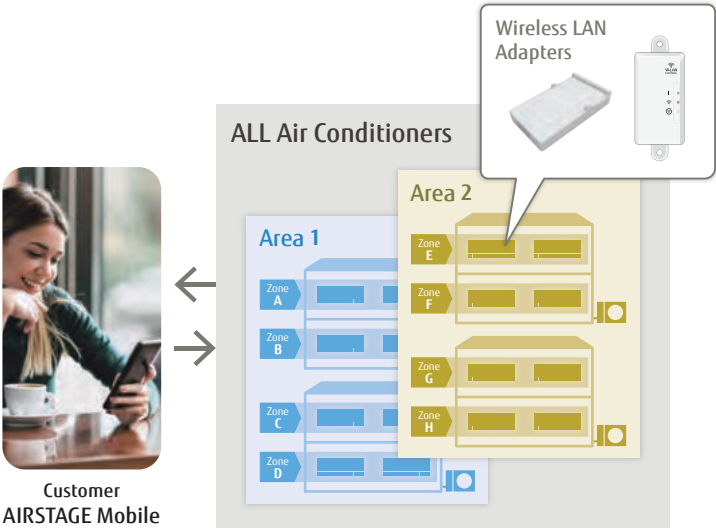 Wireless LAN
Adapters
W-LAN
ALL Air Conditioners
Area 2
Area 1
Zone
E
Zone
F
Zone
G
Zone
H
Zone
A
Zone
B
Zone
C
Zone
D
Customer
AIRSTAGE Mobile